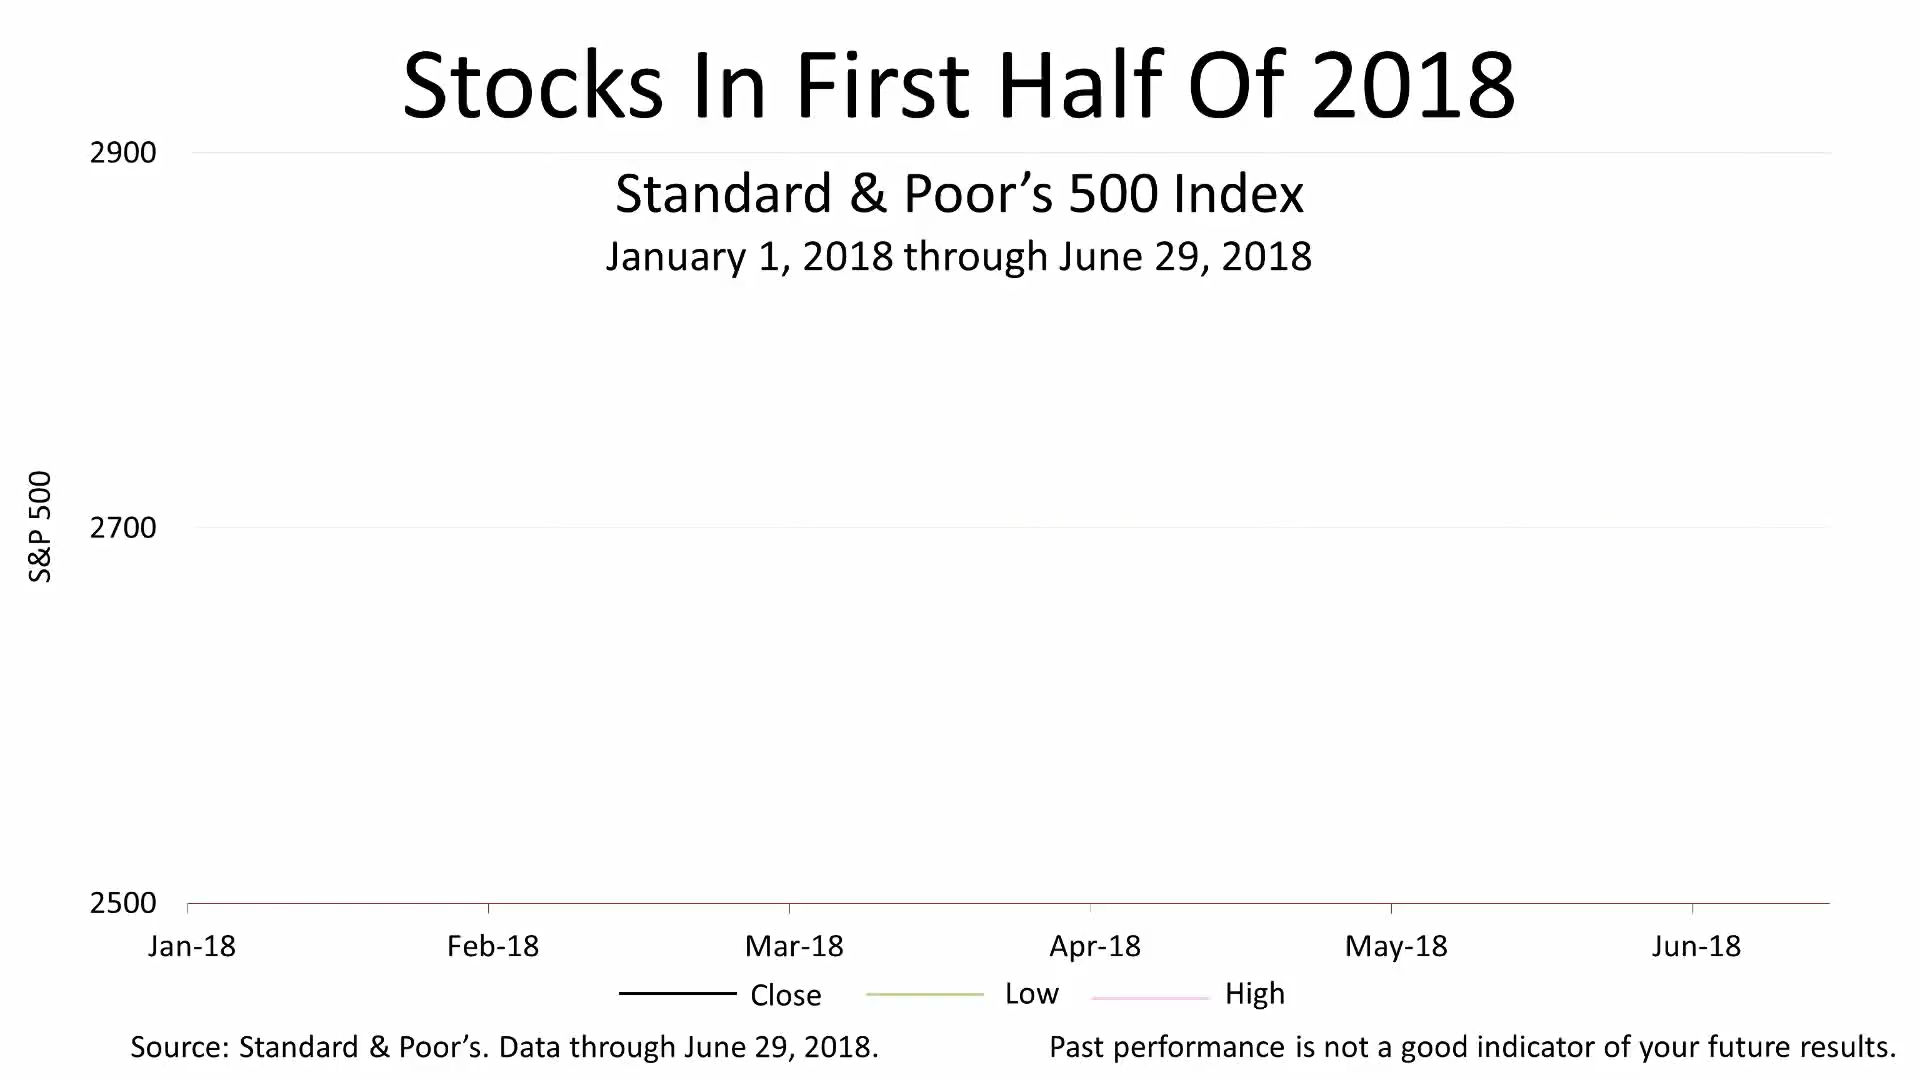 Stocks In First Half Of 2018
2900
Standard & Poor’s 500 Index
January 1, 2018 through June 29, 2018
S&P 500
2700
2500
Jan-18 Feb-18 Mar-18 Apr-18 May-18 Jun-18
Close Low High
Source: Standard & Poor’s. Data through June 29, 2018. Past performance is not a good indicator of your future results.